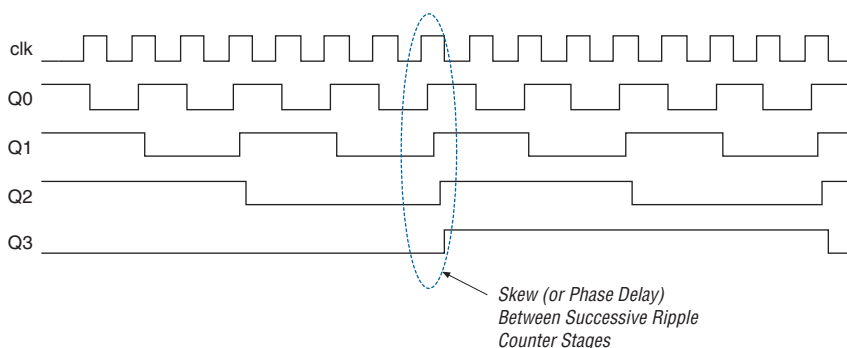 clk
Q0
Q1
Q2
Q3
Skew (or Phase Delay)
Between Successive Ripple
Counter Stages